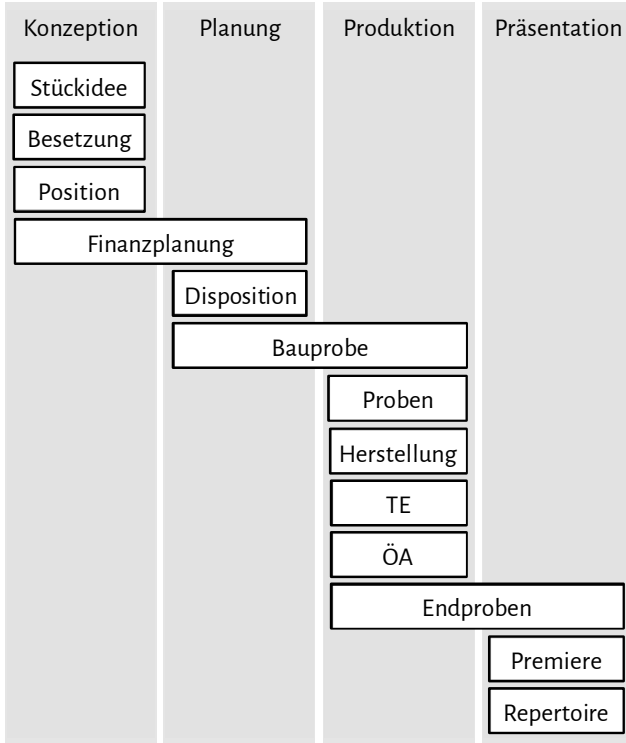 Konzeption Planung Produktion Präsentation
Stückidee
Besetzung
Position
Finanzplanung
Disposition
Bauprobe
Proben
Herstellung
TE
ÖA
Endproben
Premiere
Repertoire